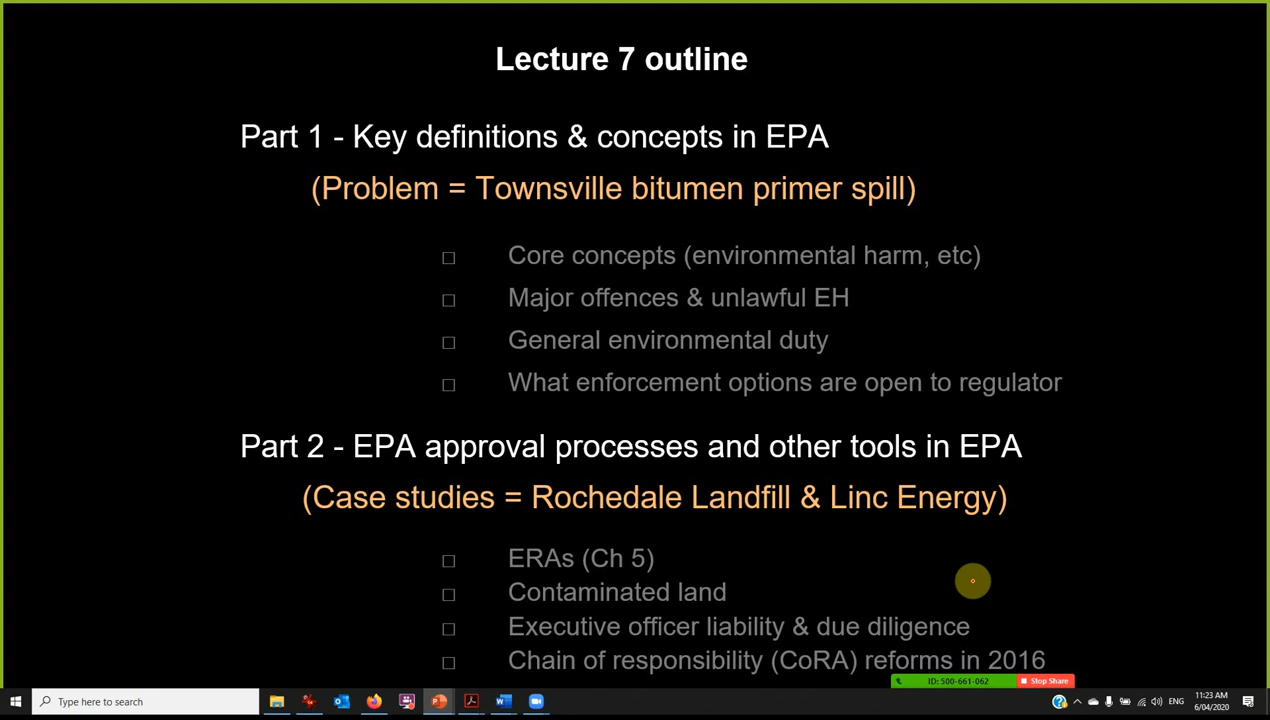 Lecture 7 outline
Part 1 - Key definitions & concepts in EPA
(Problem = Townsville bitumen primer spill)
Core concepts (environmental harm, etc)
Major offences & unlawful EH
General environmental duty
What enforcement options are open to regulator
Part 2 - EPA approval processes and other tools in EPA
(Case studies = Rochedale Landfill & Linc Energy)
ERAs (Ch 5)
Contaminated land
Executive officer liability & due diligence
Chain of responsibility (CoRA) reforms in 2016
ID: 500-661-062 Stop Share
Type here to search
ENG
11:23 AM
6/04/2020